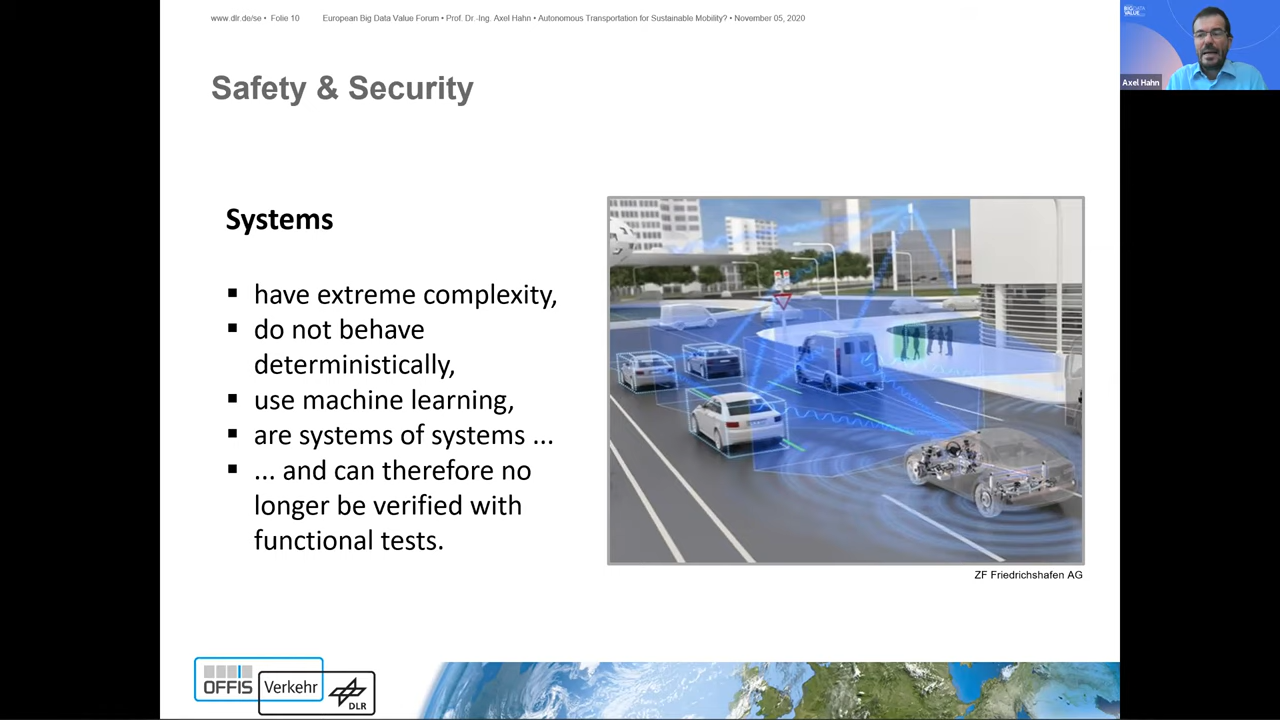 www.dlr.de/se • Folie 10 European Big Data Value Forum • Prof. Dr.-Ing. Axel Hahn • Autonomous Transportation for Sustainable Mobility? • November 05, 2020
BIG DATA
VALUE
Axel Hahn
Safety & Security
Systems
▪ have extreme complexity,
▪ do not behave
deterministically,
▪ use machine learning,
▪ are systems of systems ...
▪ ... and can therefore no
longer be verified with
functional tests.
ZF Friedrichshafen AG
OFFIS
Verkehr
DLR